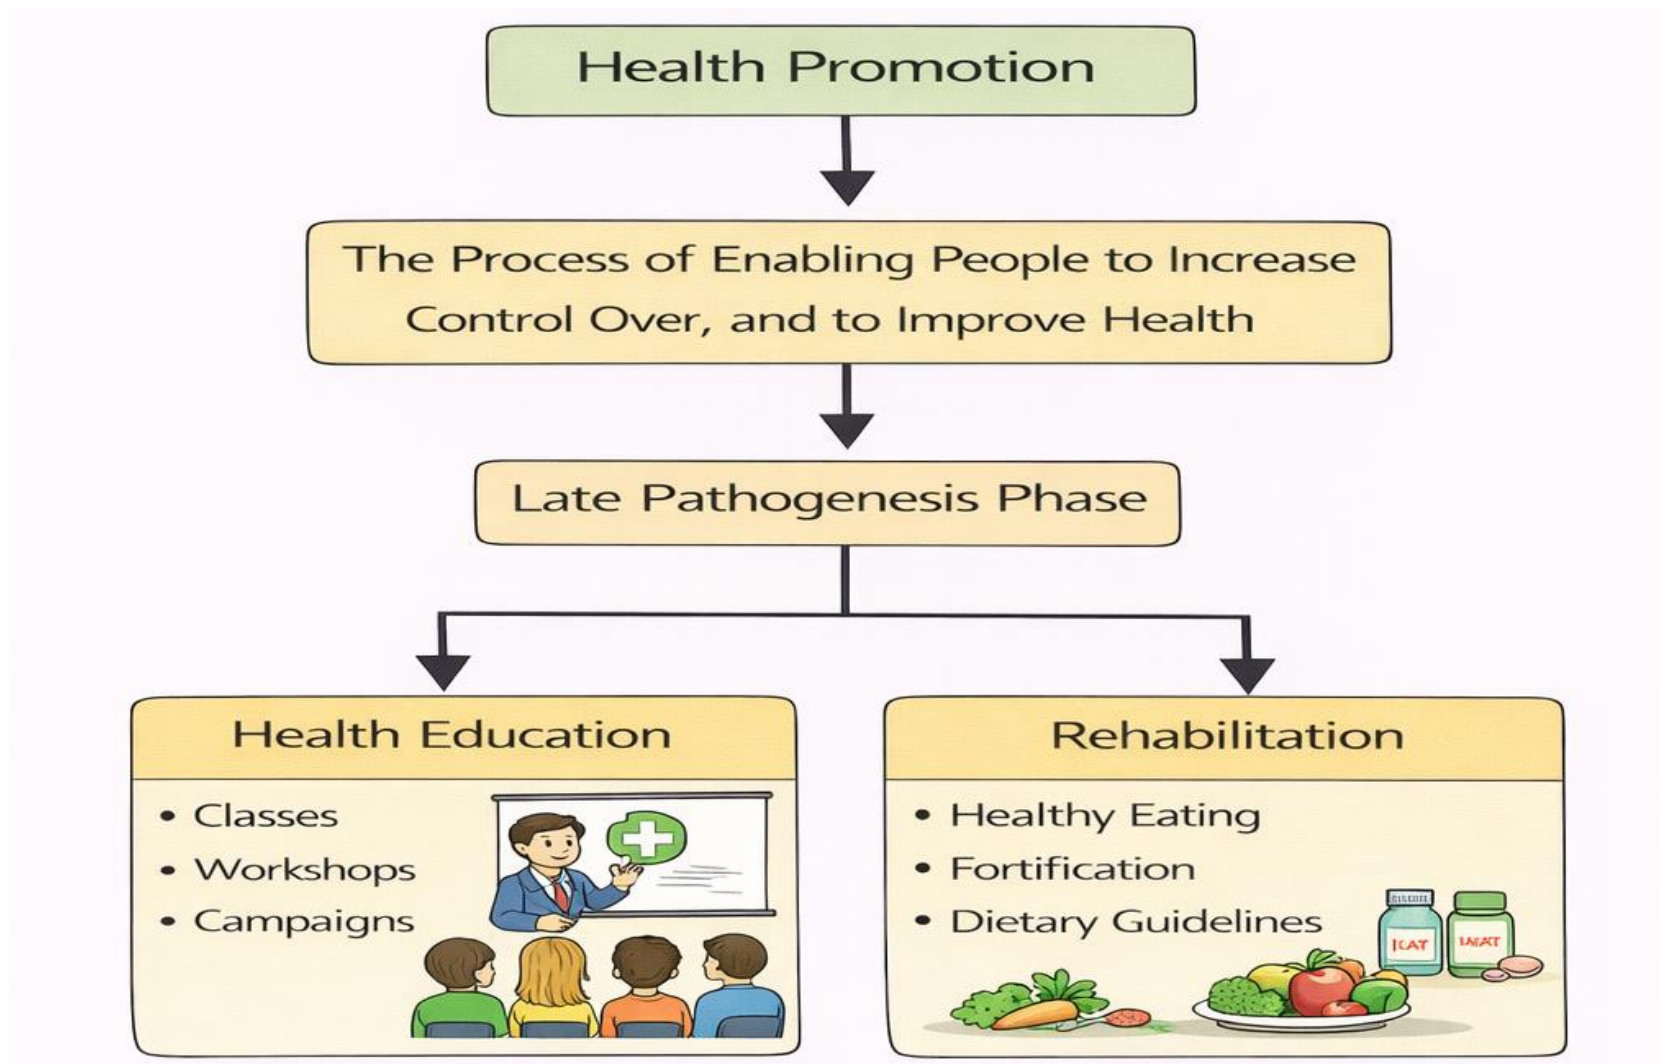 Health Promotion
The Process of Enabling People to Increase
Control Over, and to Improve Health
Late Pathogenesis Phase
Health Education
• Classes
• Workshops
• Campaigns
Rehabilitation
• Healthy Eating
• Fortification
• Dietary Guidelines